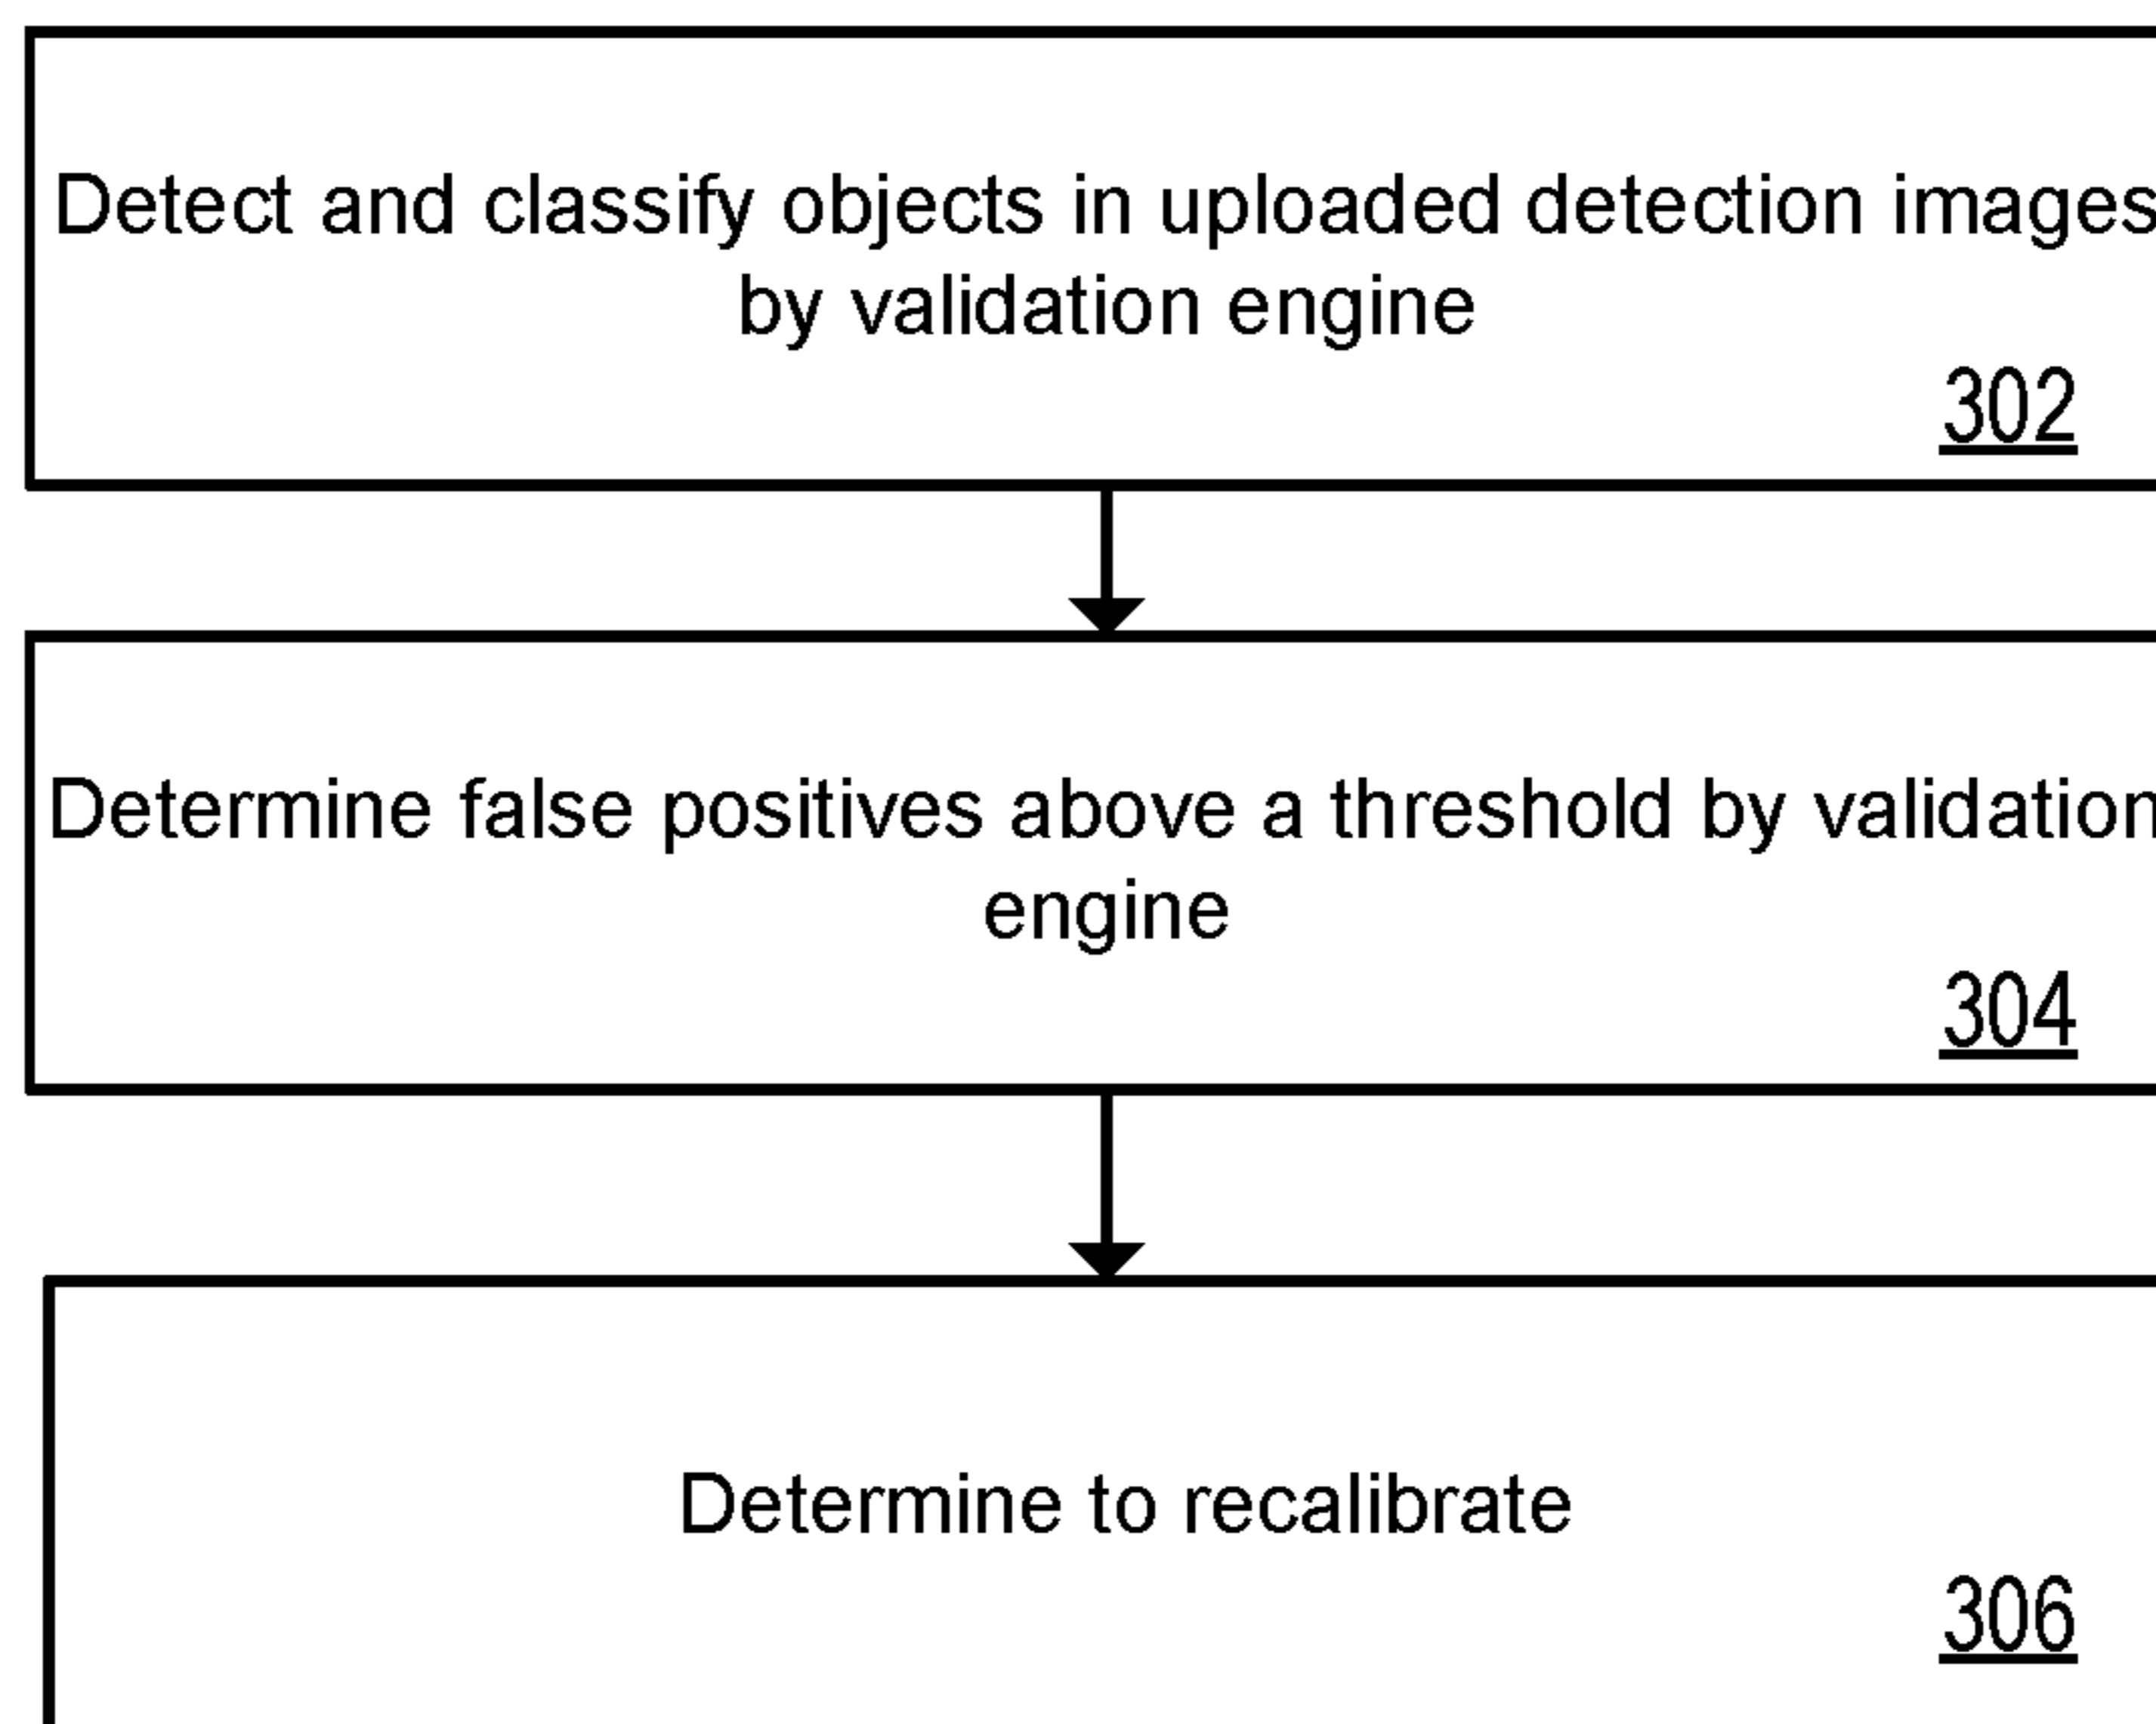 Detect and classify objects in uploaded detection images
by validation engine
302
Determine false positives above a threshold by validation
engine
304
Determine to recalibrate
306